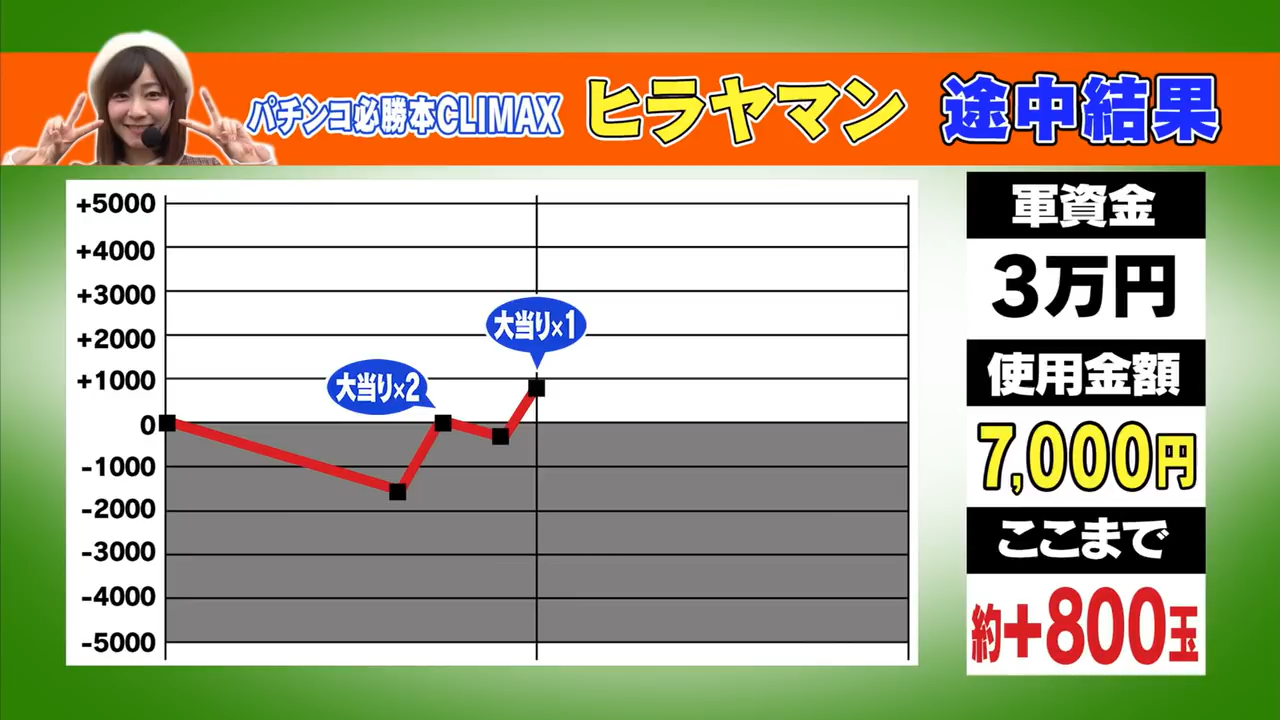 パチンコ必勝本CLIMAX ヒラヤマン 途中結果
+5000
+4000
+3000
+2000
+1000
0
-1000
-2000
-3000
-4000
-5000
大当り×1
大当り×2
軍資金
3万円
使用金額
7,000円
ここまで
約+800玉